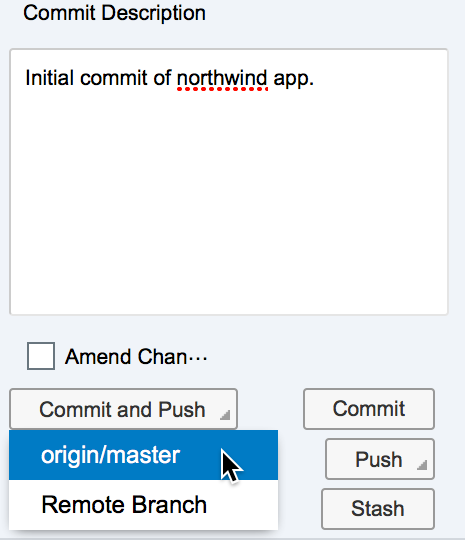 Commit Description
Initial commit of northwind app.
Amend Chan···
Commit and Push
Commit
origin/master
Push
Remote Branch
Stash